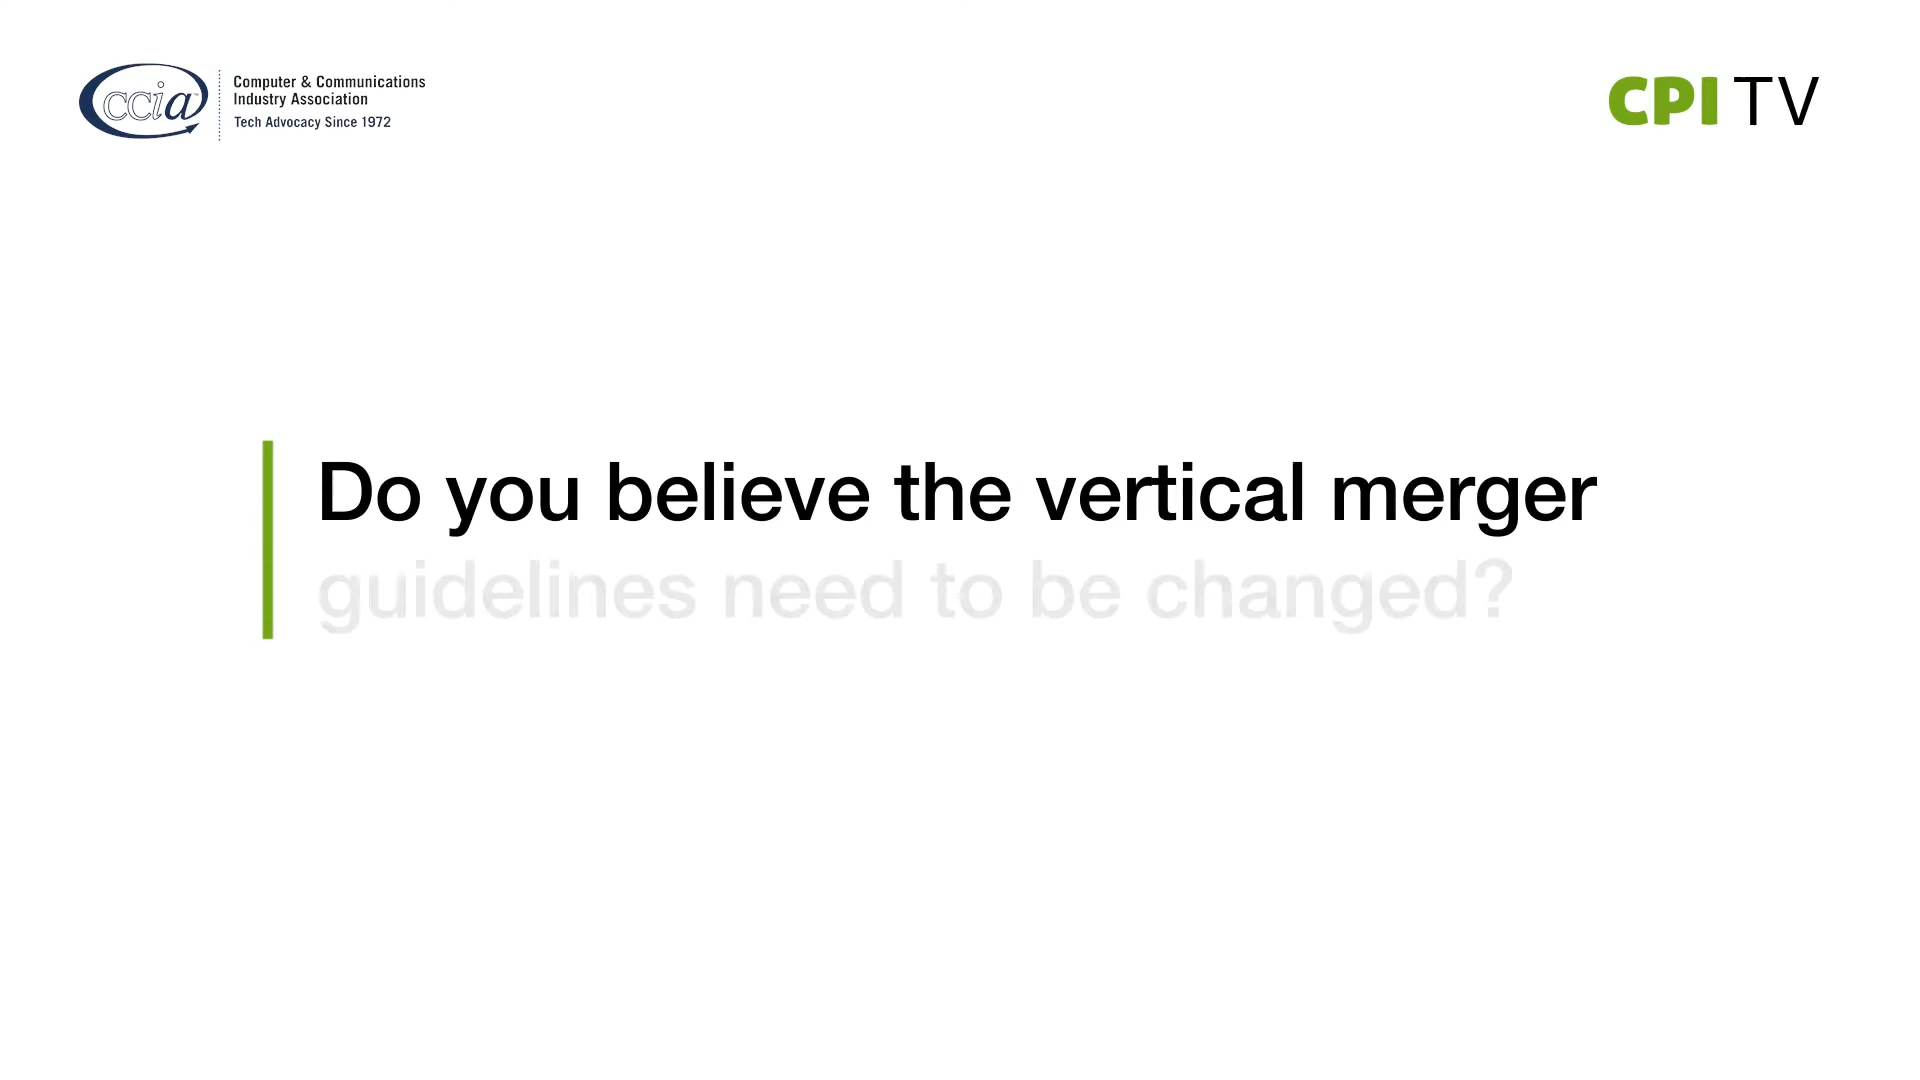 ccia
Computer & Communications
Industry Association
Tech Advocacy Since 1972
CPI TV
Do you believe the vertical merger
guidelines need to be changed?